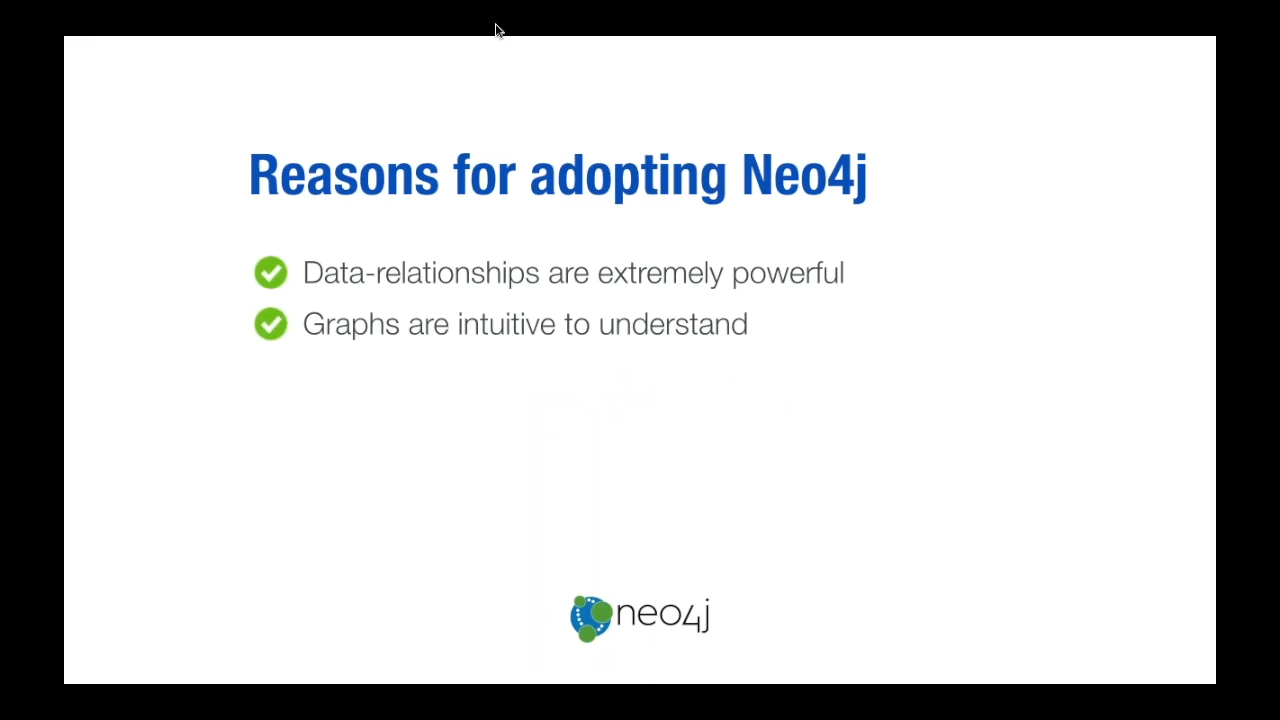 Reasons for adopting Neo4j
Data-relationships are extremely powerful
Graphs are intuitive to understand
neo4j